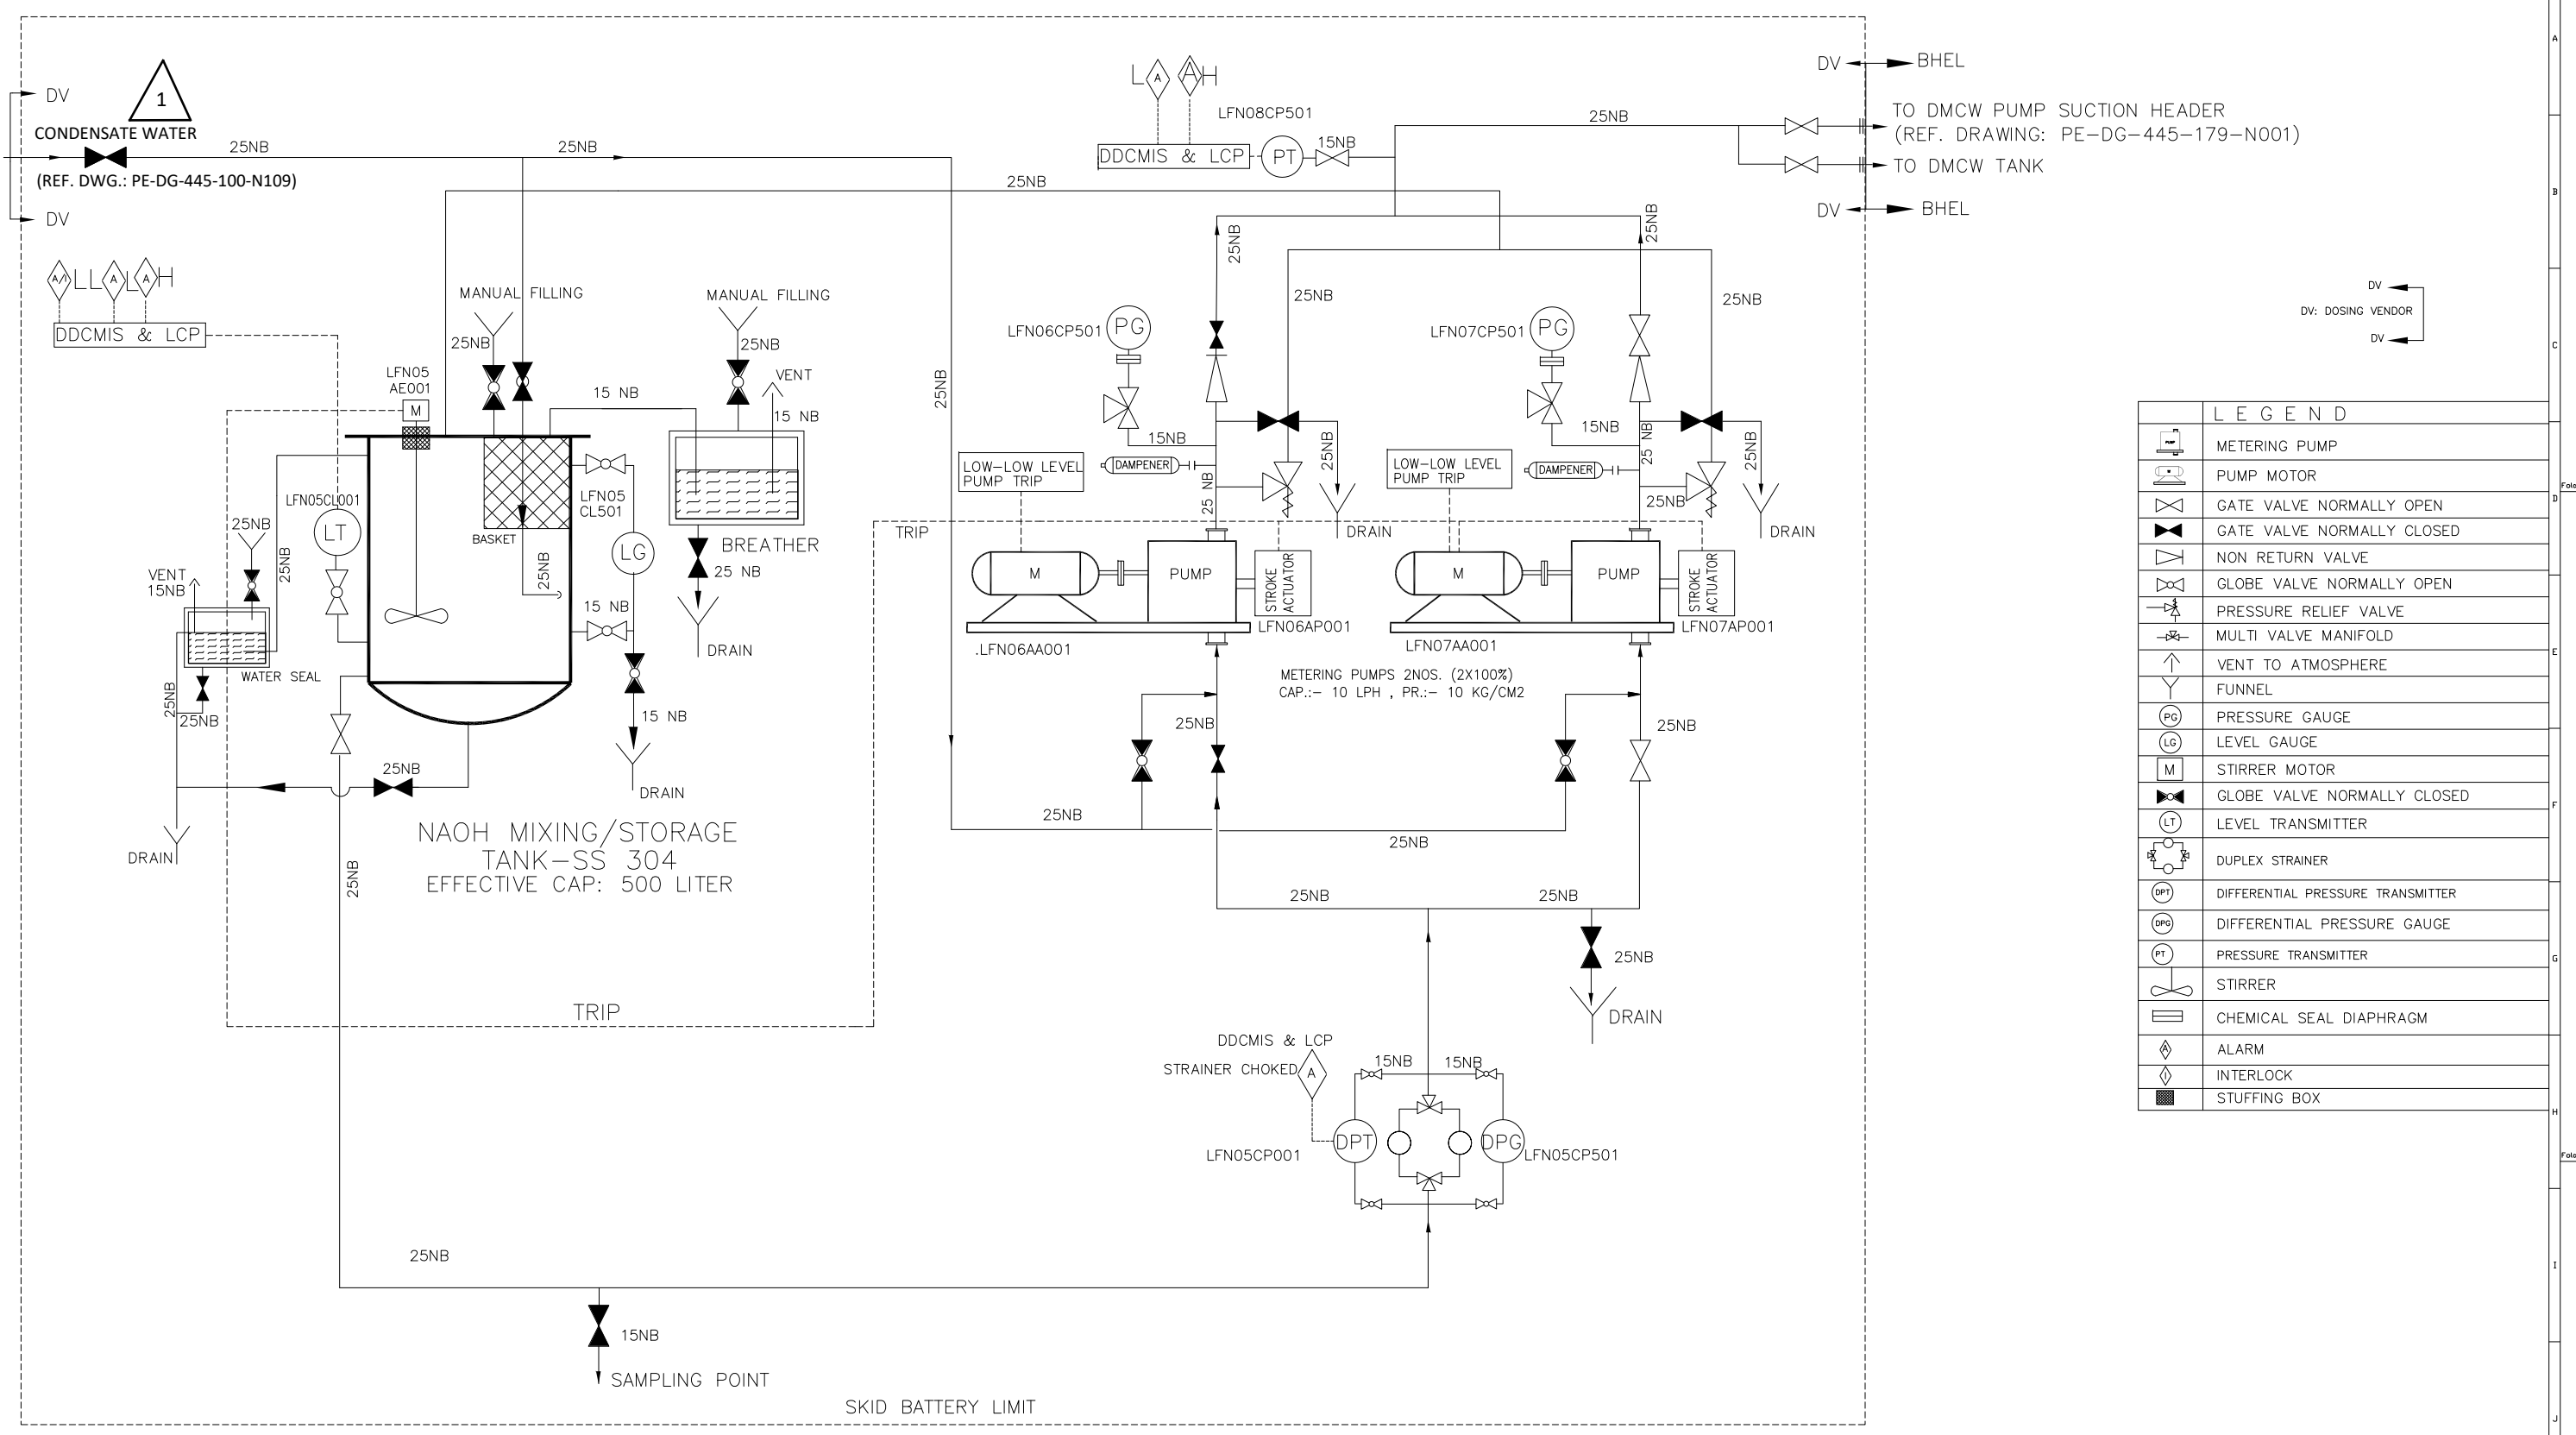 DV
1
CONDENSATE WATER
25NB
25NB
(REF. DWG.: PE-DG-445-100-N109)
DV
L A A H
LFN08CP501
DDCMIS & LCP
PT
15NB
25NB
25NB
DV
BHEL
TO DMCW PUMP SUCTION HEADER
(REF. DRAWING: PE-DG-445-179-N001)
TO DMCW TANK
DV
BHEL
A/I LL A L A H
DDCMIS & LCP
MANUAL FILLING
25NB
MANUAL FILLING
25NB
VENT
15 NB
15 NB
LFN05
AE001
M
LFN05CL001
LT
BASKET
25NB
LFN05
CL501
LG
15 NB
15 NB
DRAIN
BREATHER
25 NB
DRAIN
25NB
25NB
VENT
15NB
WATER SEAL
25NB
25NB
25NB
DRAIN
NAOH MIXING/STORAGE
TANK-SS 304
EFFECTIVE CAP: 500 LITER
25NB
TRIP
25NB
15NB
SAMPLING POINT
SKID BATTERY LIMIT
25NB
25NB
25NB
25NB
25NB
LFN06CP501
PG
15NB
DAMPENER
25 NB
25NB
DRAIN
LOW-LOW LEVEL
PUMP TRIP
TRIP
M
PUMP
STROKE
ACTUATOR
LFN06AP001
.LFN06AA001
LFN07CP501
PG
15NB
25 NB
DAMPENER
25NB
25NB
DRAIN
LOW-LOW LEVEL
PUMP TRIP
M
PUMP
STROKE
ACTUATOR
LFN07AP001
LFN07AA001
METERING PUMPS 2NOS. (2X100%)
CAP.:- 10 LPH , PR.:- 10 KG/CM2
25NB
25NB
25NB
25NB
25NB
25NB
25NB
DRAIN
DDCMIS & LCP
STRAINER CHOKED
A
15NB
15NB
DPT
DPG
LFN05CP001
LFN05CP501
DV
DV: DOSING VENDOR
DV
LEGEND
PUMP METERING PUMP
M PUMP MOTOR
GATE VALVE NORMALLY OPEN
GATE VALVE NORMALLY CLOSED
NON RETURN VALVE
GLOBE VALVE NORMALLY OPEN
PRESSURE RELIEF VALVE
MULTI VALVE MANIFOLD
VENT TO ATMOSPHERE
FUNNEL
PG PRESSURE GAUGE
LG LEVEL GAUGE
M STIRRER MOTOR
GLOBE VALVE NORMALLY CLOSED
LT LEVEL TRANSMITTER
DUPLEX STRAINER
DPT DIFFERENTIAL PRESSURE TRANSMITTER
DPG DIFFERENTIAL PRESSURE GAUGE
PT PRESSURE TRANSMITTER
STIRRER
CHEMICAL SEAL DIAPHRAGM
A ALARM
I INTERLOCK
STUFFING BOX
A
B
C
D
E
F
G
H
I
J